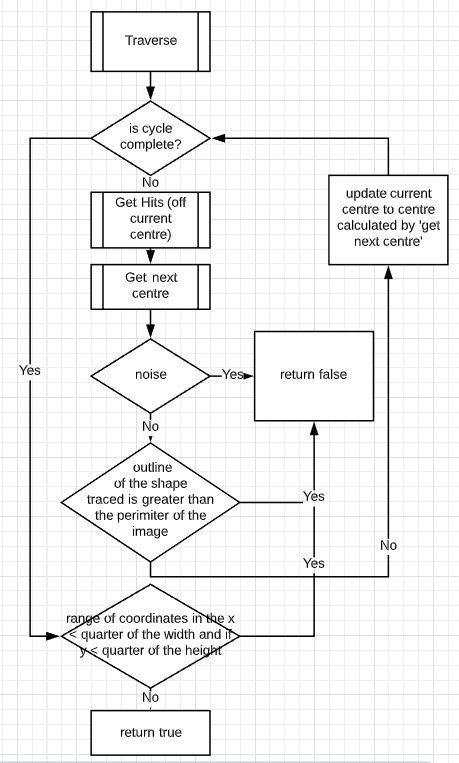 Traverse
is cycle
complete?
No
Get Hits (off
current
centre)
update current
centre to centre
calculated by 'get
next centre'
Get next
centre
Yes
noise
Yes
return false
No
outline
of the shape
traced is greater than
the perimiter of the
image
Yes
No
Yes
range of coordinates in the x
< quarter of the width and if
y < quarter of the height
No
return true